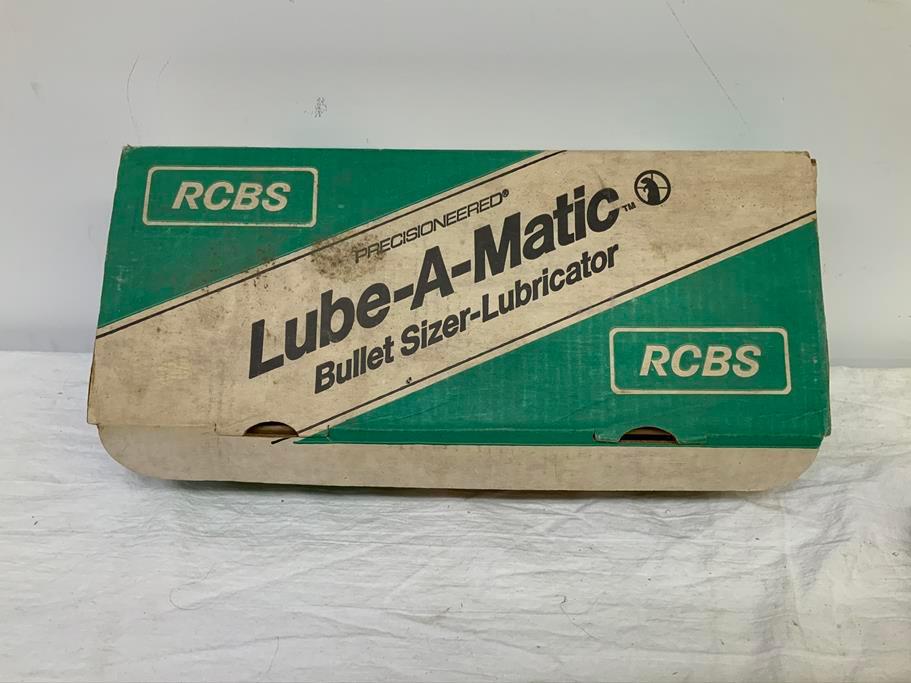 RCBS
PRECISIONEERED®
Lube-A-Matic™
Bullet Sizer-Lubricator
RCBS